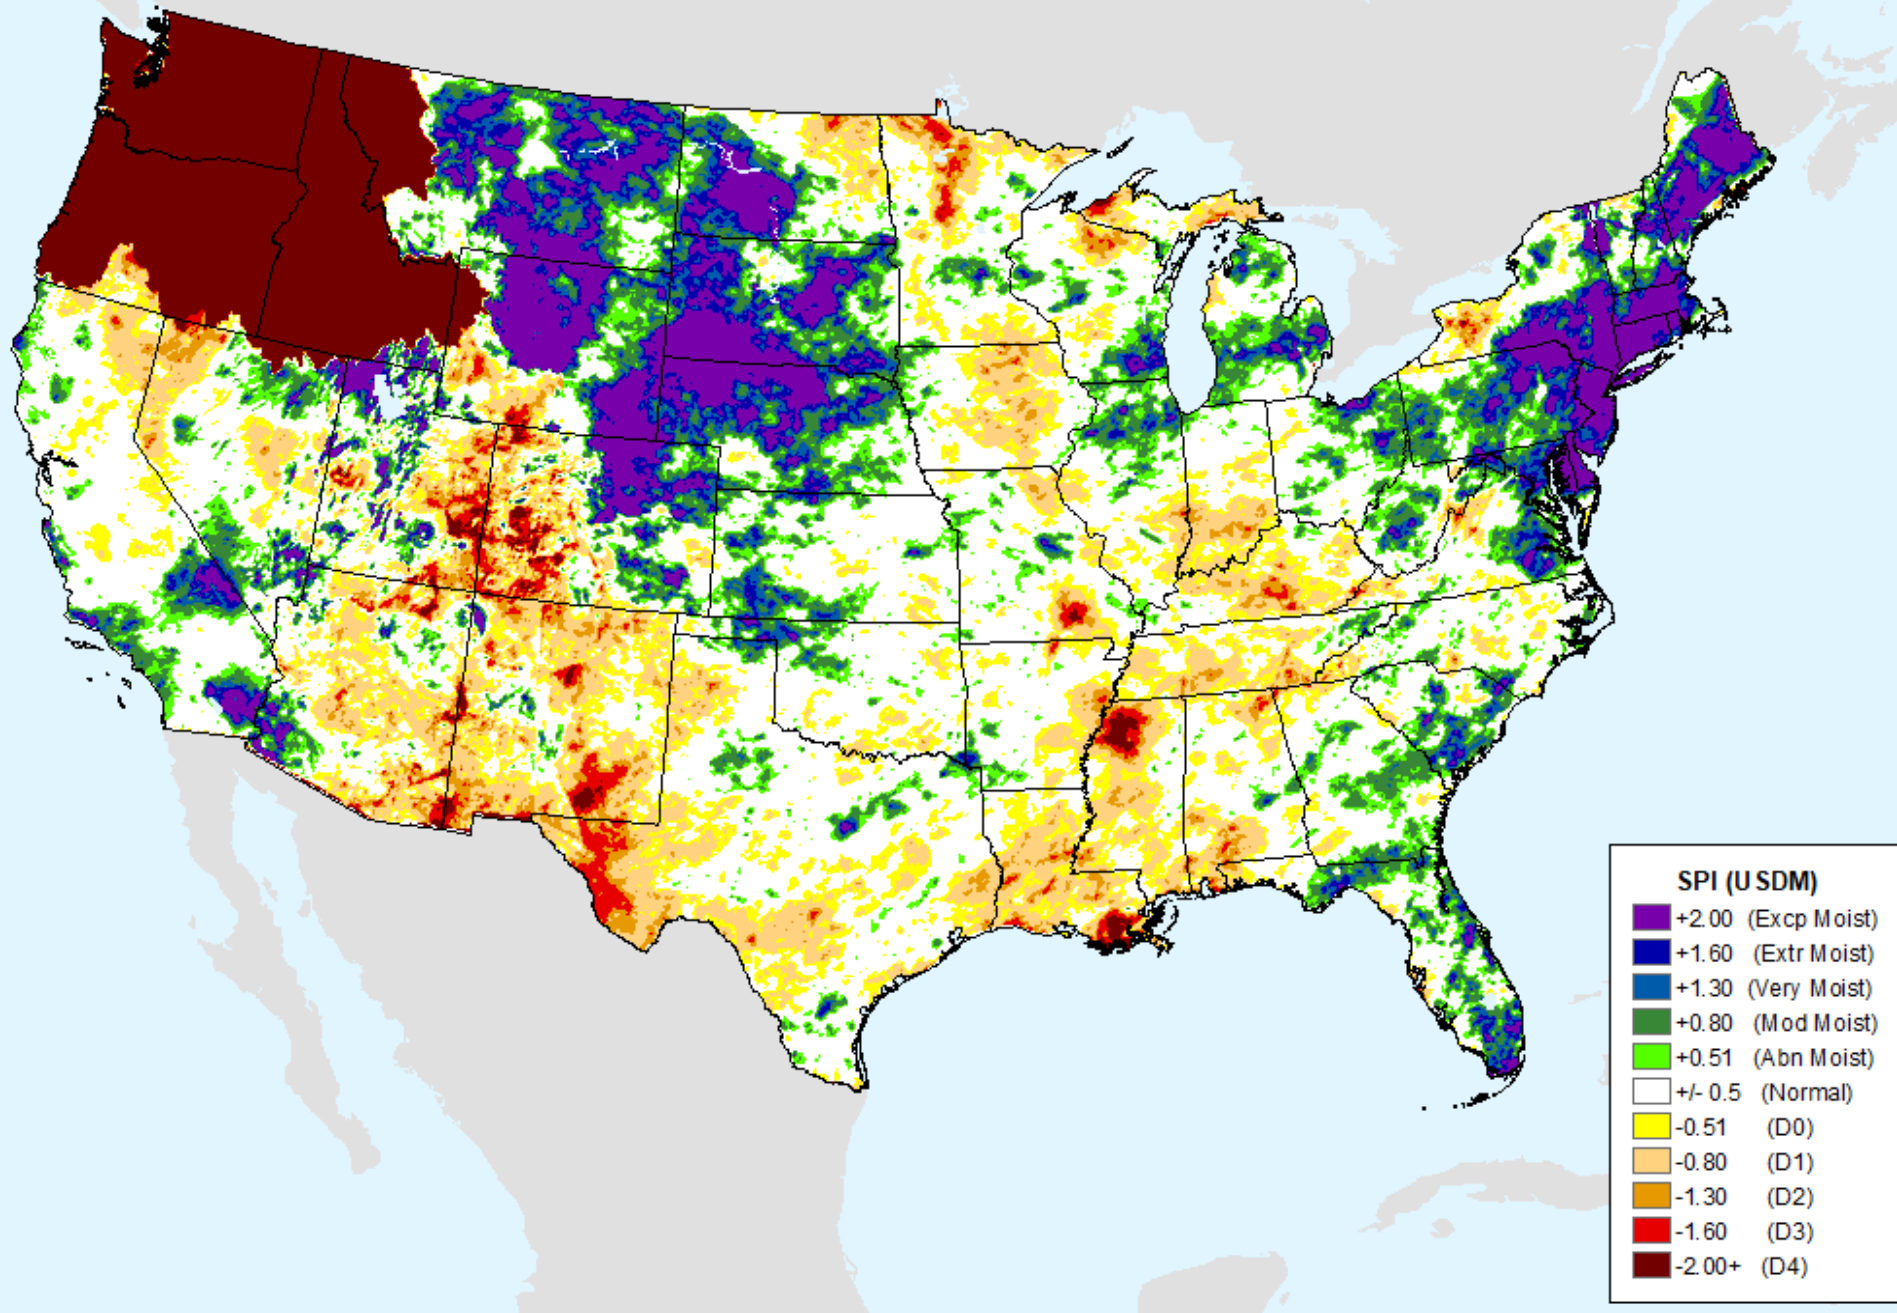 SPI (USDM)
+2.00 (Excp Moist)
+1.60 (Extr Moist)
+1.30 (Very Moist)
+0.80 (Mod Moist)
+0.51 (Abn Moist)
+/- 0.5 (Normal)
-0.51 (D0)
-0.80 (D1)
-1.30 (D2)
-1.60 (D3)
-2.00+ (D4)